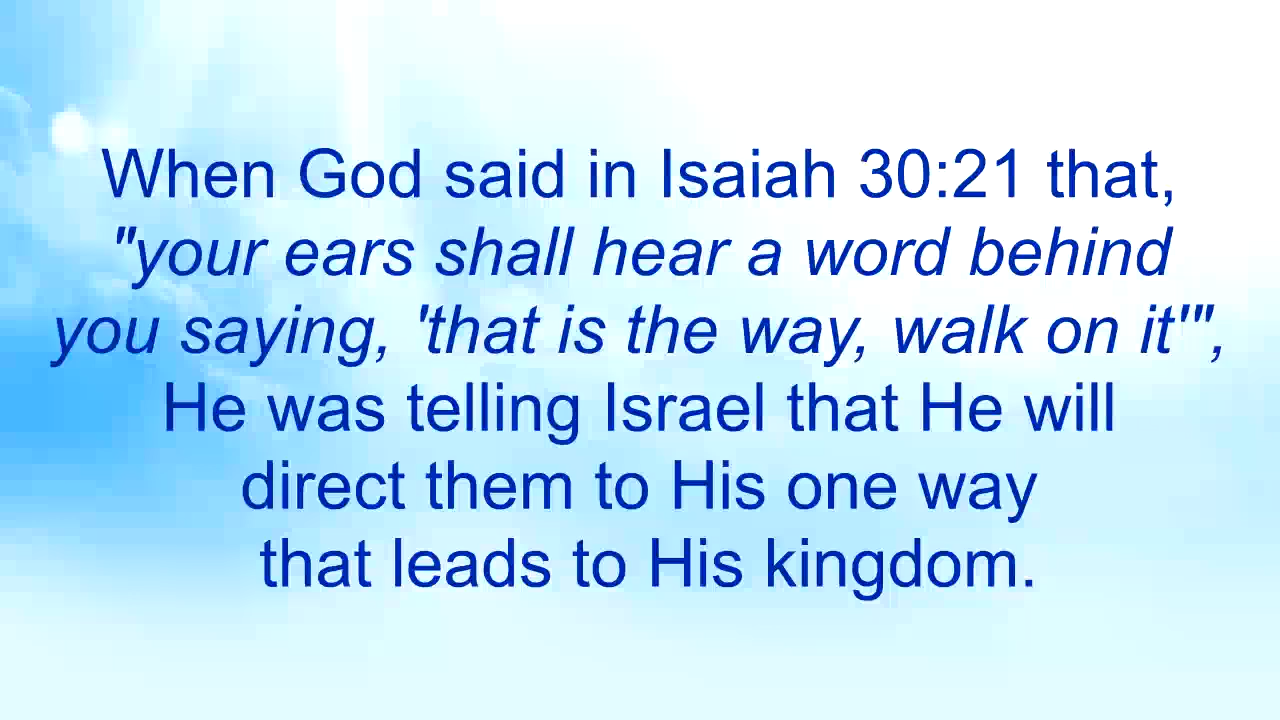 When God said in Isaiah 30:21 that,
"your ears shall hear a word behind
you saying, 'that is the way, walk on it'",
He was telling Israel that He will
direct them to His one way
that leads to His kingdom.